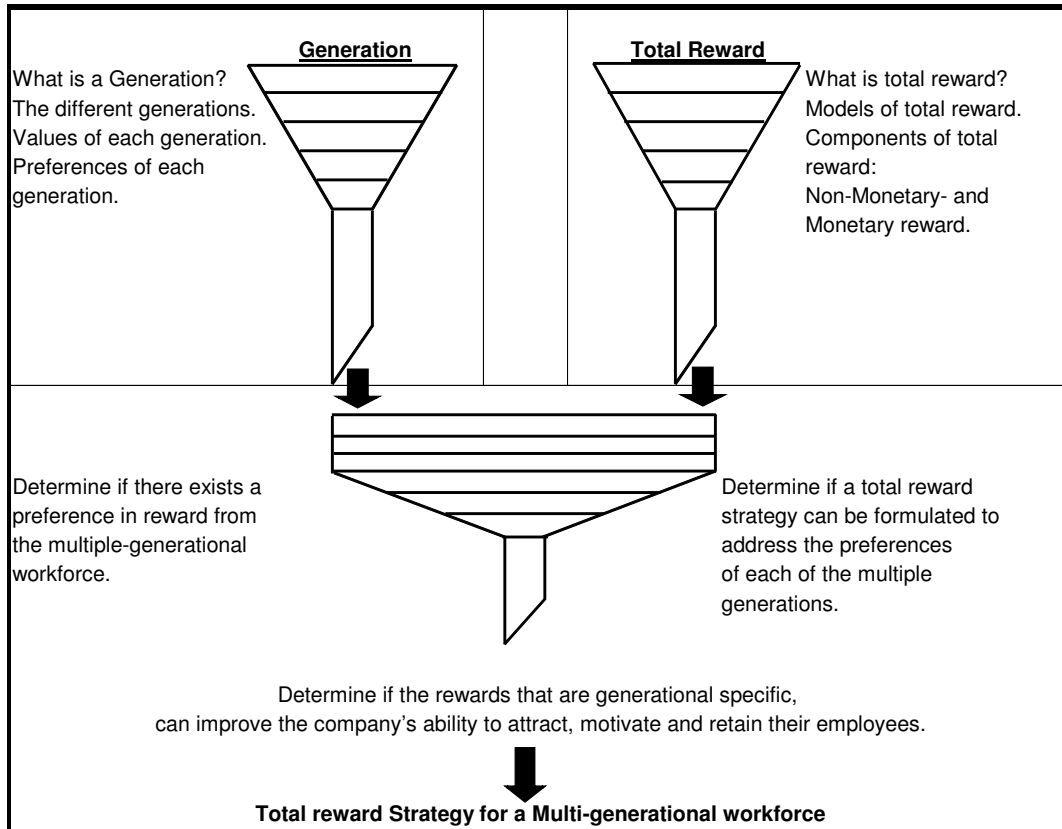 Generation
What is a Generation?
The different generations.
Values of each generation.
Preferences of each
generation.
Total Reward
What is total reward?
Models of total reward.
Components of total
reward:
Non-Monetary- and
Monetary reward.
Determine if there exists a
preference in reward from
the multiple-generational
workforce.
Determine if a total reward
strategy can be formulated to
address the preferences
of each of the multiple
generations.
Determine if the rewards that are generational specific,
can improve the company’s ability to attract, motivate and retain their employees.
Total reward Strategy for a Multi-generational workforce